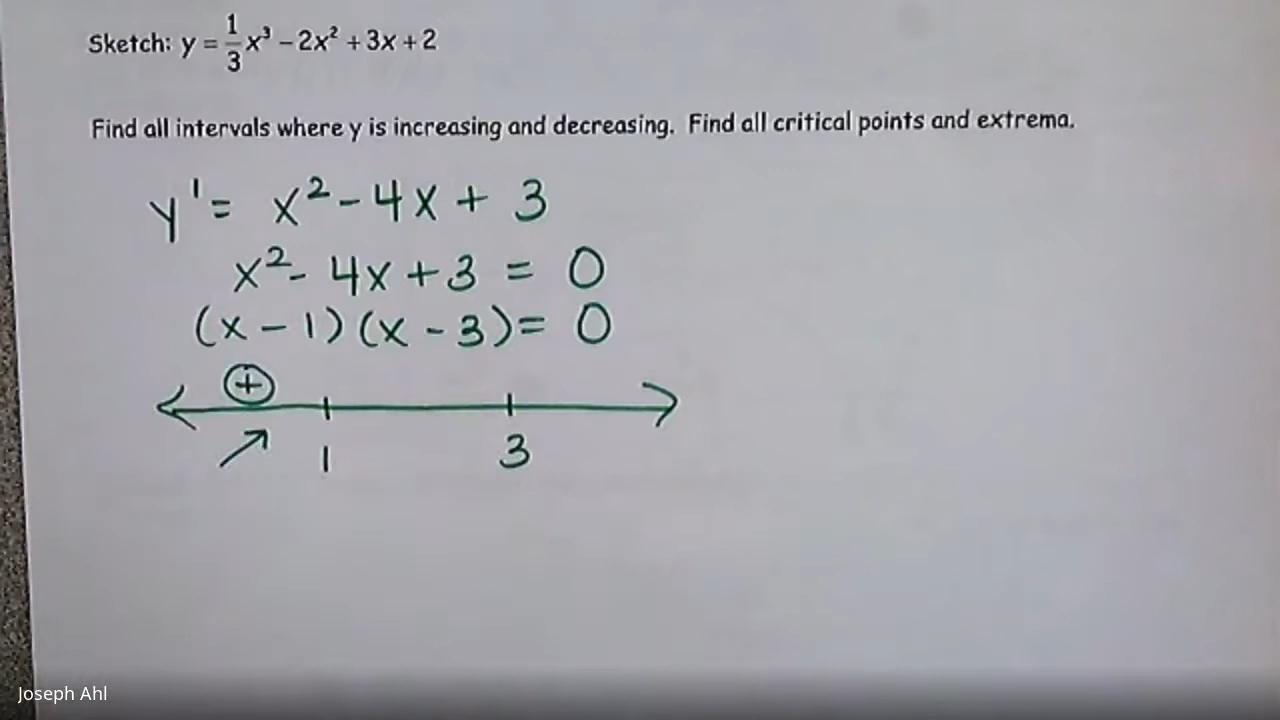 Sketch: y = 1/3 x³ - 2x² + 3x + 2
Find all intervals where y is increasing and decreasing. Find all critical points and extrema.
y' = x² - 4x + 3
x² - 4x + 3 = 0
(x - 1)(x - 3) = 0
+
1 3
Joseph Ahl